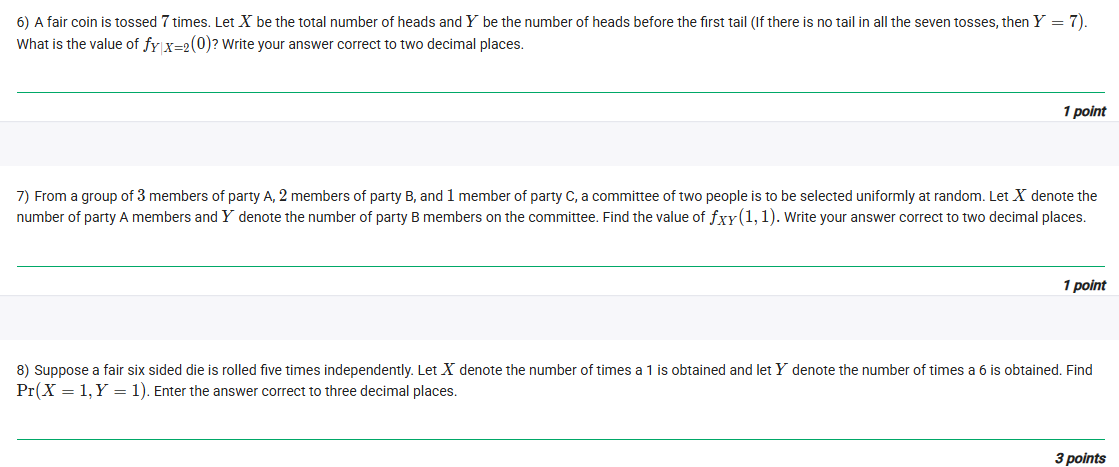 6) A fair coin is tossed 7 times. Let X be the total number of heads and Y be the number of heads before the first tail (If there is no tail in all the seven tosses, then Y = 7).
What is the value of f_{Y|X=2}(0)? Write your answer correct to two decimal places.
1 point
7) From a group of 3 members of party A, 2 members of party B, and 1 member of party C, a committee of two people is to be selected uniformly at random. Let X denote the
number of party A members and Y denote the number of party B members on the committee. Find the value of f_{XY}(1, 1). Write your answer correct to two decimal places.
1 point
8) Suppose a fair six sided die is rolled five times independently. Let X denote the number of times a 1 is obtained and let Y denote the number of times a 6 is obtained. Find
Pr(X = 1, Y = 1). Enter the answer correct to three decimal places.
3 points